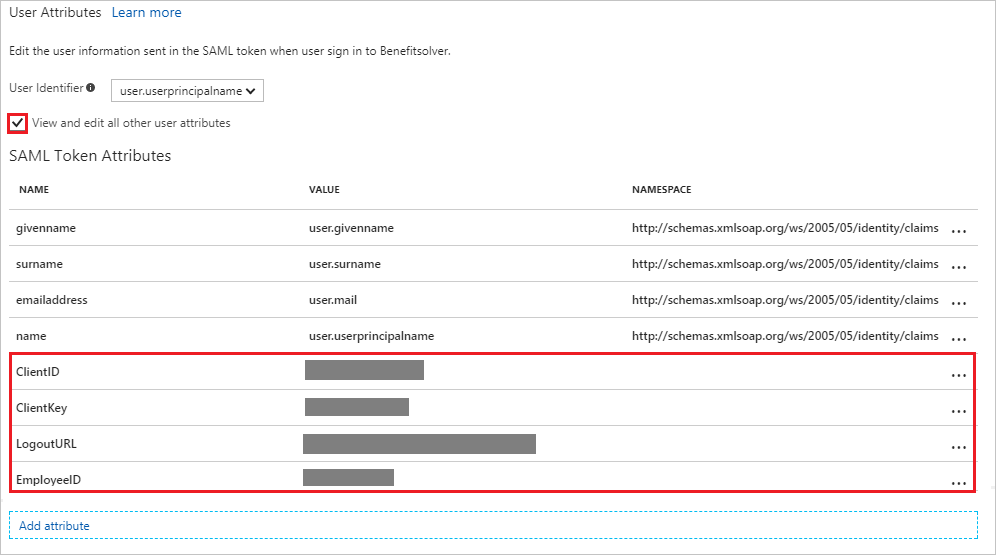 User Attributes Learn more
Edit the user information sent in the SAML token when user sign in to Benefitsolver.
User Identifier user.userprincipalname
View and edit all other user attributes
SAML Token Attributes
NAME VALUE NAMESPACE
givenname user.givenname http://schemas.xmlsoap.org/ws/2005/05/identity/claims ...
surname user.surname http://schemas.xmlsoap.org/ws/2005/05/identity/claims ...
emailaddress user.mail http://schemas.xmlsoap.org/ws/2005/05/identity/claims ...
name user.userprincipalname http://schemas.xmlsoap.org/ws/2005/05/identity/claims ...
ClientID ...
ClientKey ...
LogoutURL ...
EmployeeID ...
Add attribute